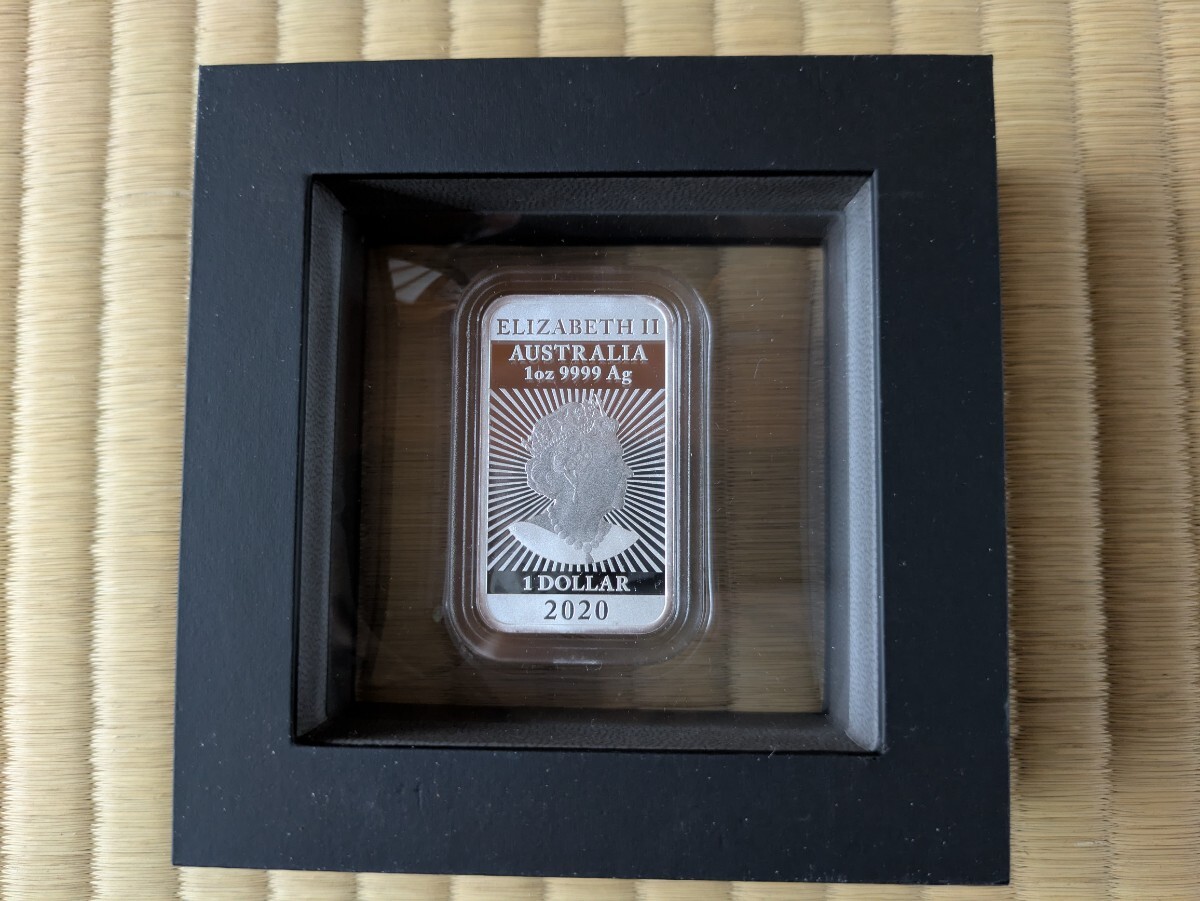 ELIZABETH II
AUSTRALIA
1oz 9999 Ag
1 DOLLAR
2020